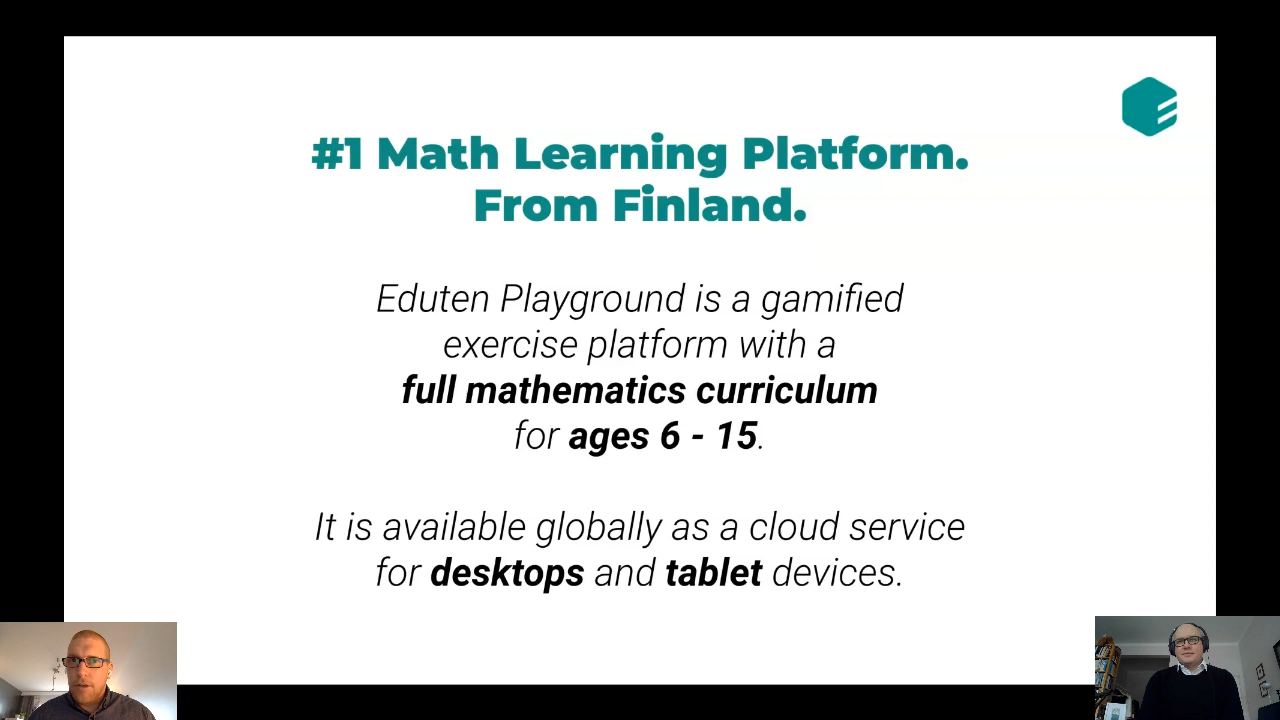 #1 Math Learning Platform.
From Finland.
Eduten Playground is a gamified
exercise platform with a
full mathematics curriculum
for ages 6 - 15.
It is available globally as a cloud service
for desktops and tablet devices.